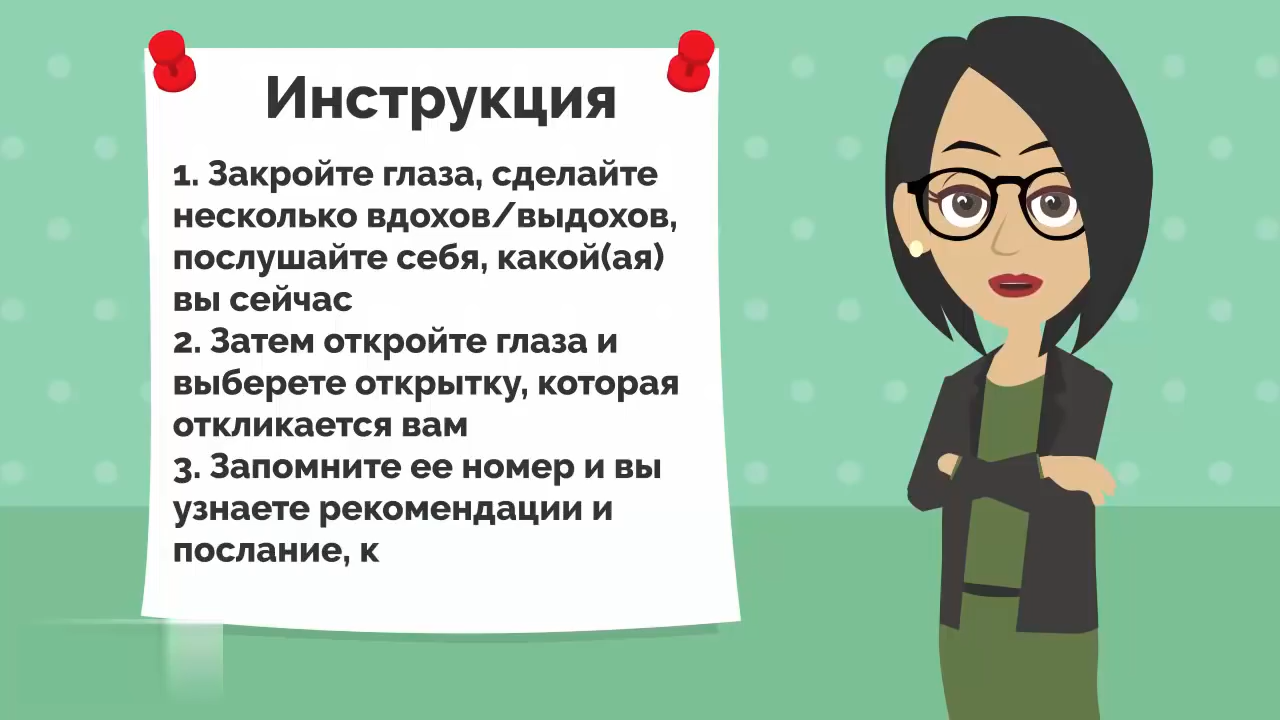 Инструкция
1. Закройте глаза, сделайте
несколько вдохов/выдохов,
послушайте себя, какой(ая)
вы сейчас
2. Затем откройте глаза и
выберете открытку, которая
откликается вам
3. Запомните ее номер и вы
узнаете рекомендации и
послание, к